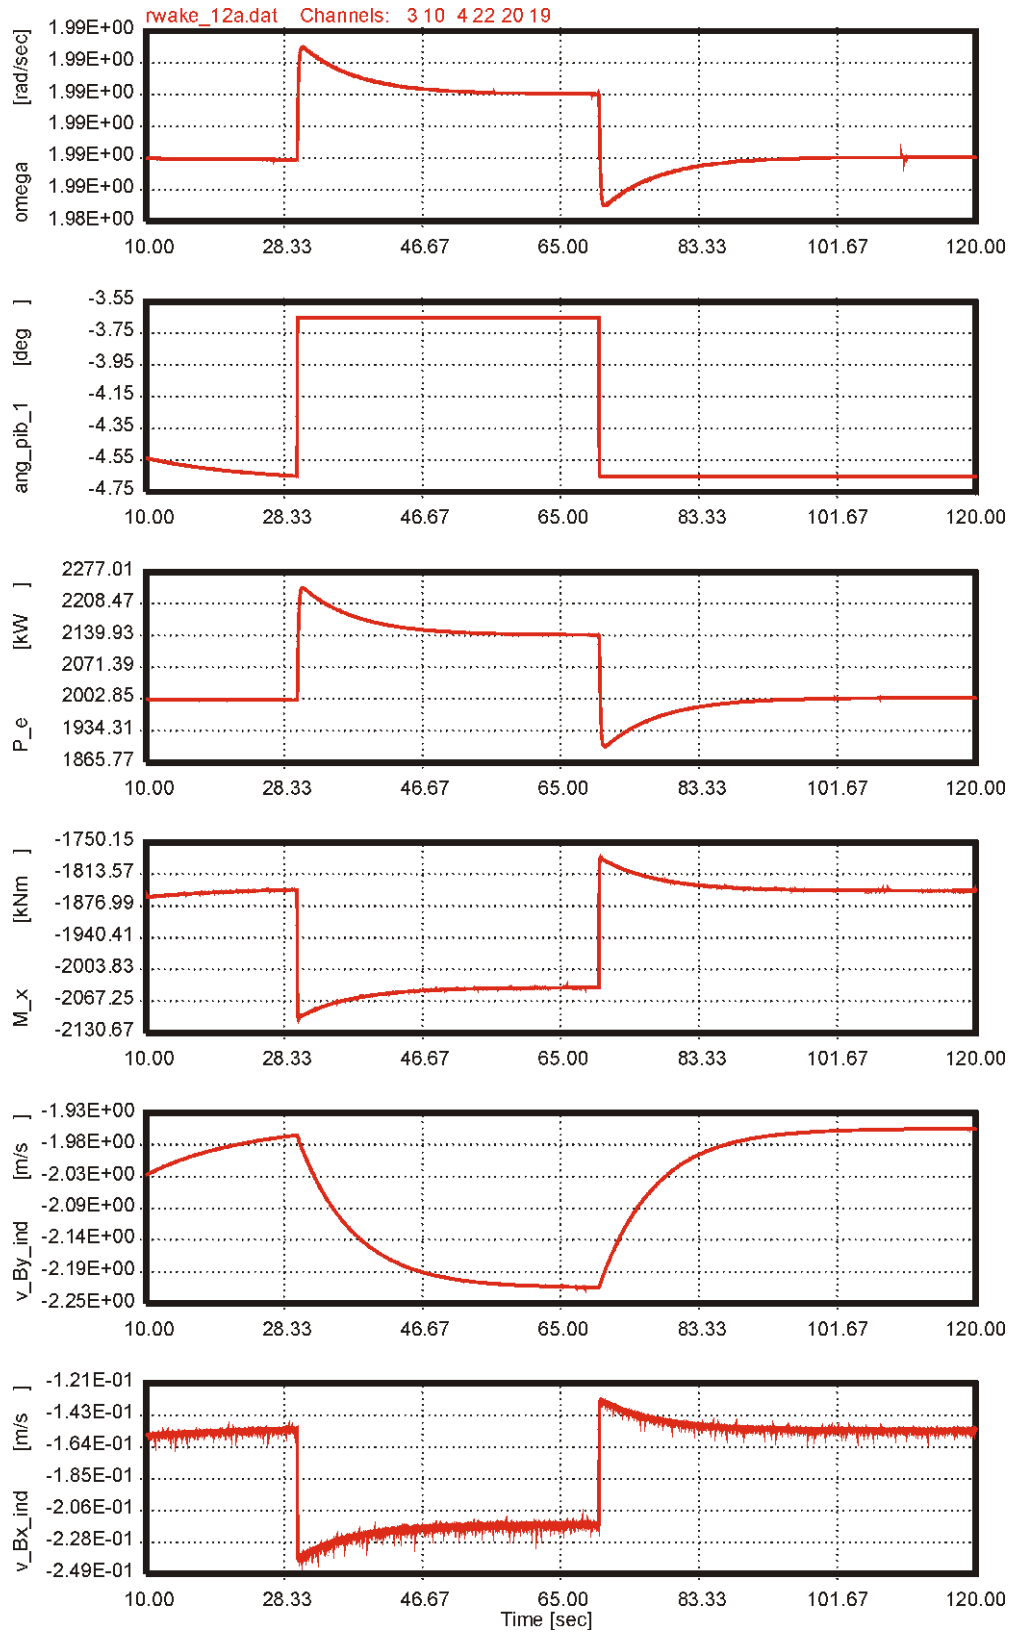 rwake_12a.dat Channels: 3 10 4 22 20 19
omega [rad/sec]
1.99E+00
1.99E+00
1.99E+00
1.99E+00
1.99E+00
1.99E+00
1.98E+00
10.00 28.33 46.67 65.00 83.33 101.67 120.00
ang_pib_1 [deg ]
-3.55
-3.75
-3.95
-4.15
-4.35
-4.55
-4.75
10.00 28.33 46.67 65.00 83.33 101.67 120.00
P_e [kW ]
2277.01
2208.47
2139.93
2071.39
2002.85
1934.31
1865.77
10.00 28.33 46.67 65.00 83.33 101.67 120.00
M_x [kNm ]
-1750.15
-1813.57
-1876.99
-1940.41
-2003.83
-2067.25
-2130.67
10.00 28.33 46.67 65.00 83.33 101.67 120.00
v_By_ind [m/s ]
-1.93E+00
-1.98E+00
-2.03E+00
-2.09E+00
-2.14E+00
-2.19E+00
-2.25E+00
10.00 28.33 46.67 65.00 83.33 101.67 120.00
v_Bx_ind [m/s ]
-1.21E-01
-1.43E-01
-1.64E-01
-1.85E-01
-2.06E-01
-2.28E-01
-2.49E-01
10.00 28.33 46.67 65.00 83.33 101.67 120.00
Time [sec]